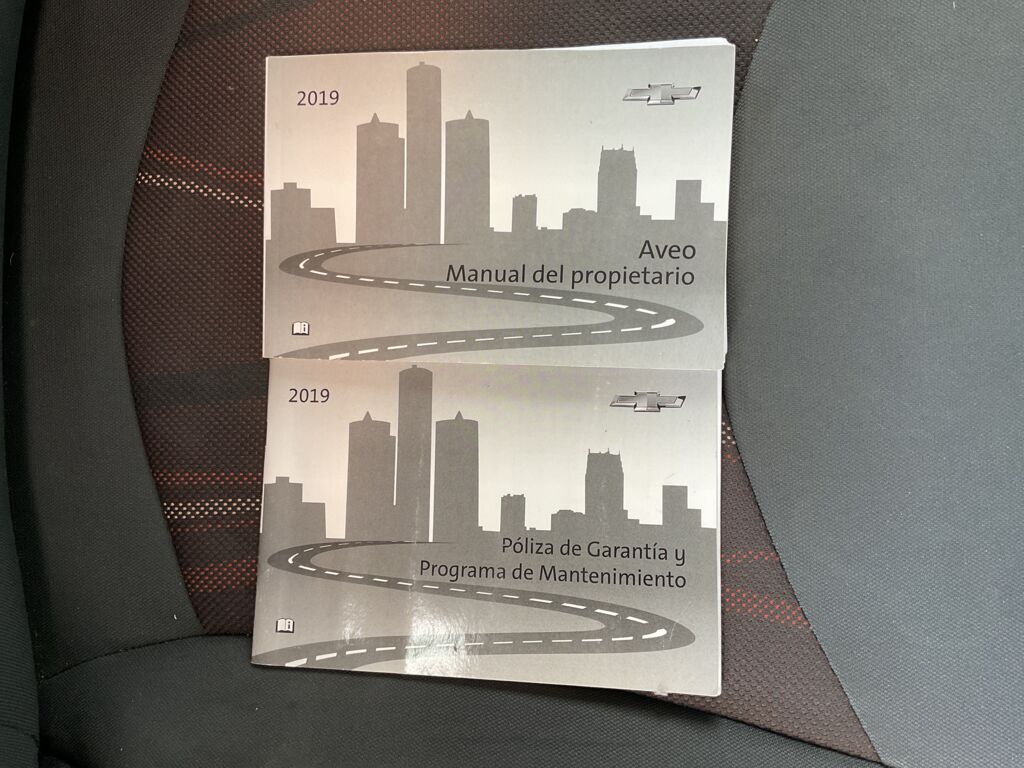 2019
Aveo
Manual del propietario
2019
Póliza de Garantía y
Programa de Mantenimiento